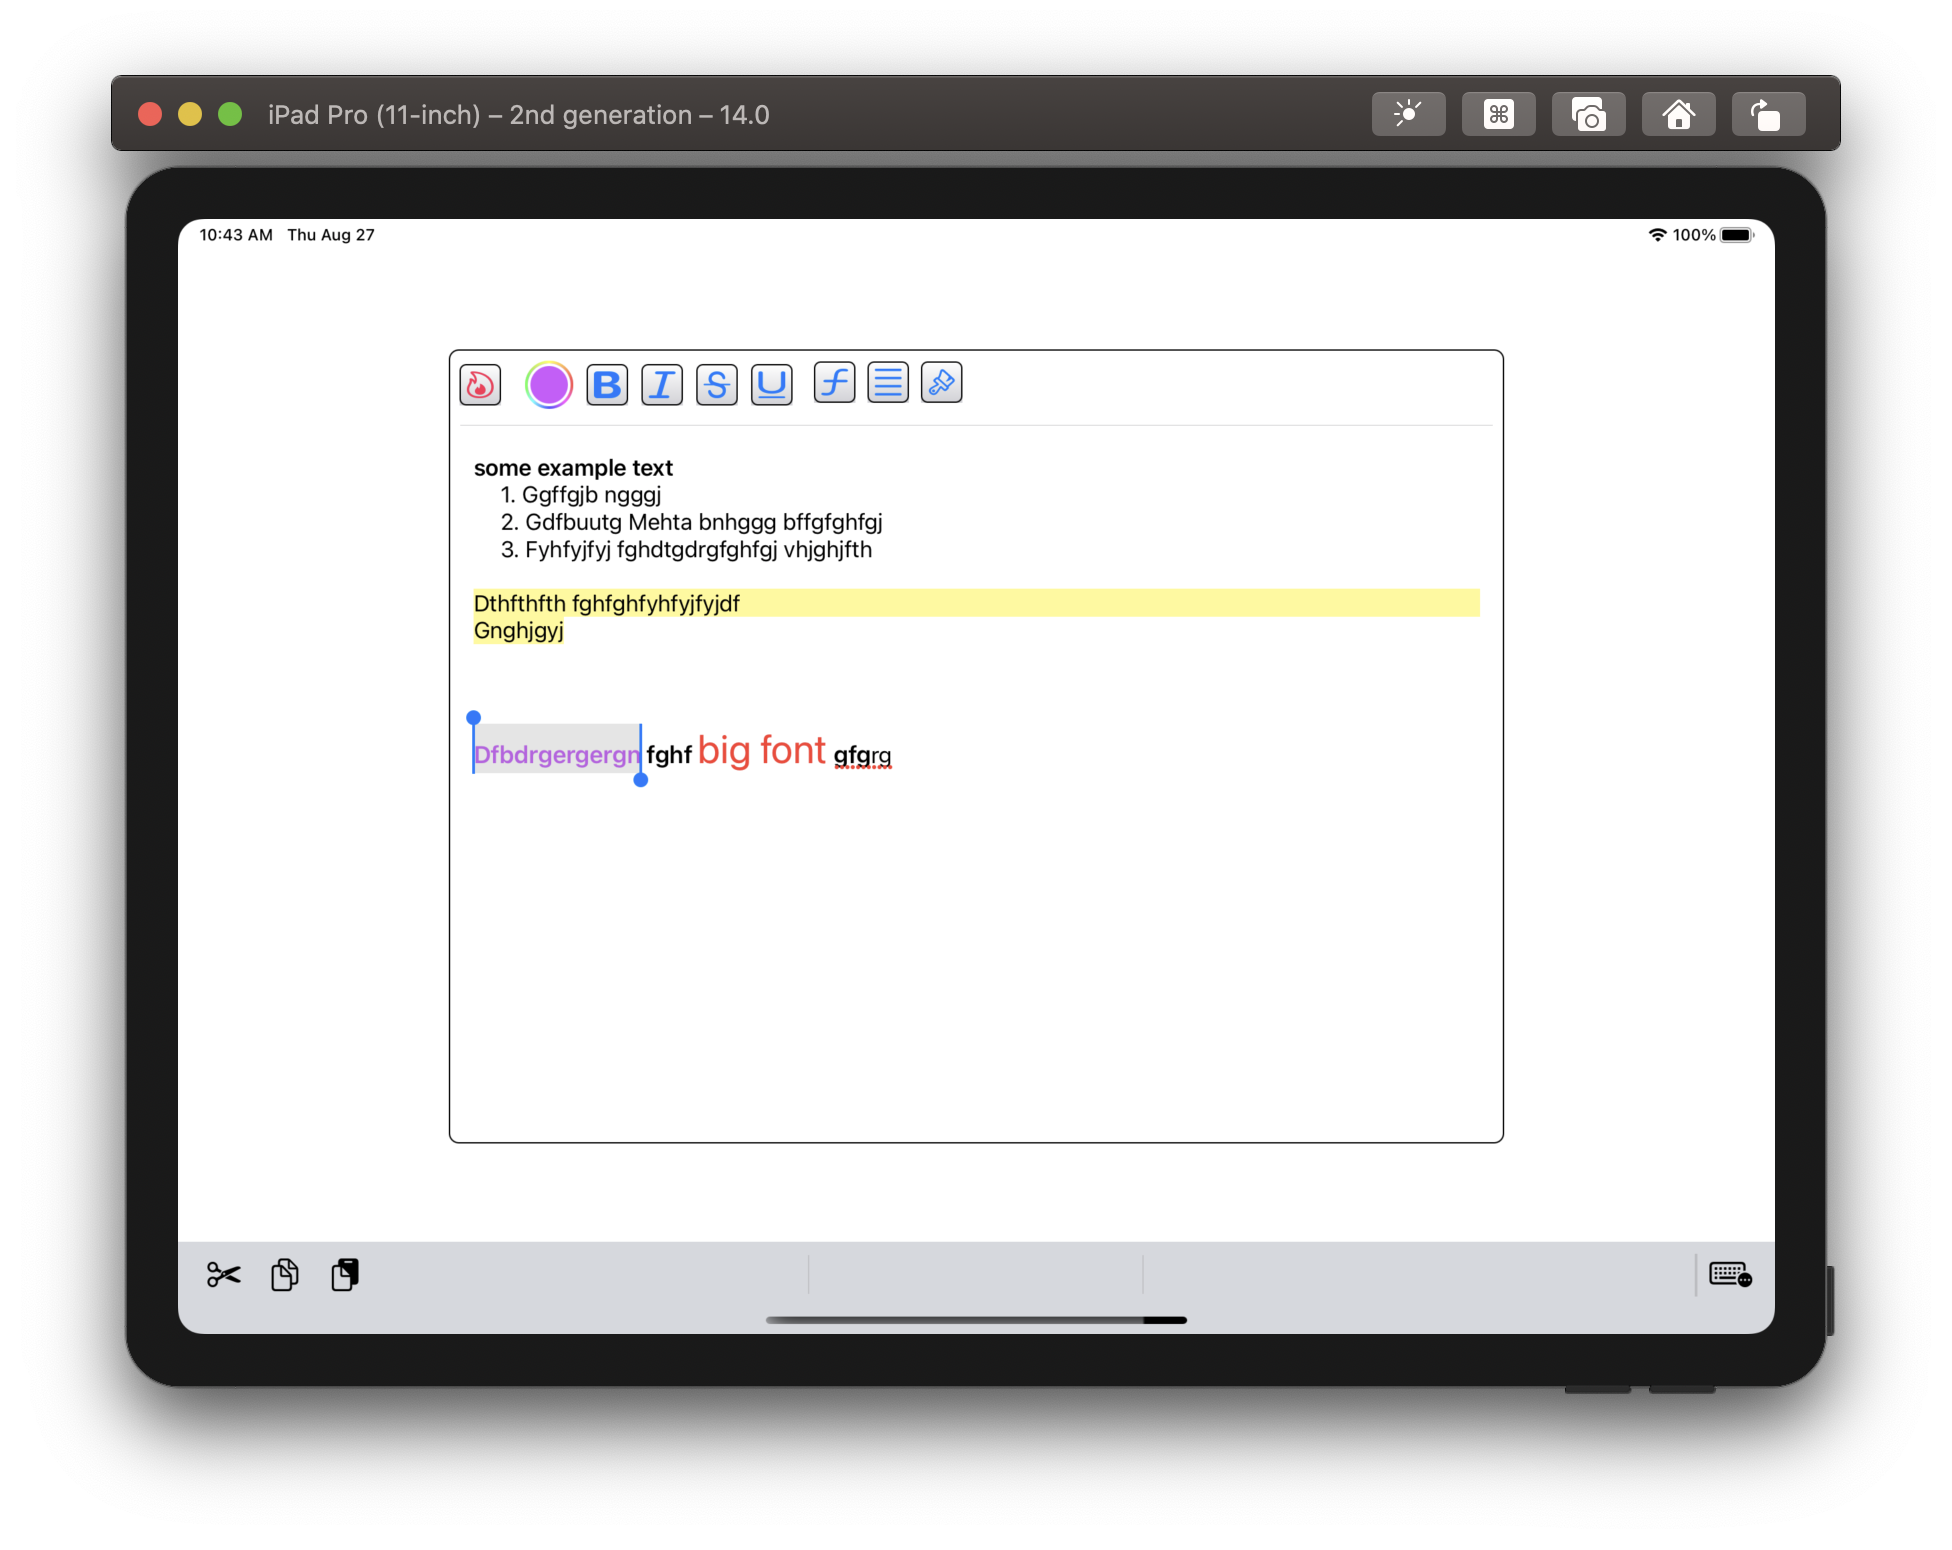 iPad Pro (11-inch) – 2nd generation – 14.0
10:43 AM Thu Aug 27
100%
B I S U f
some example text
1. Ggffgjb ngggj
2. Gdfbuutg Mehta bnhggg bffgfghfgj
3. Fyhfyjfyj fghdtgdrgfghfgj vhjghjfth
Dthfthfth fghfghfyhfyjfyjdf
Gnghjgyj
Dfbdrgergergn fghf big font gfgrg